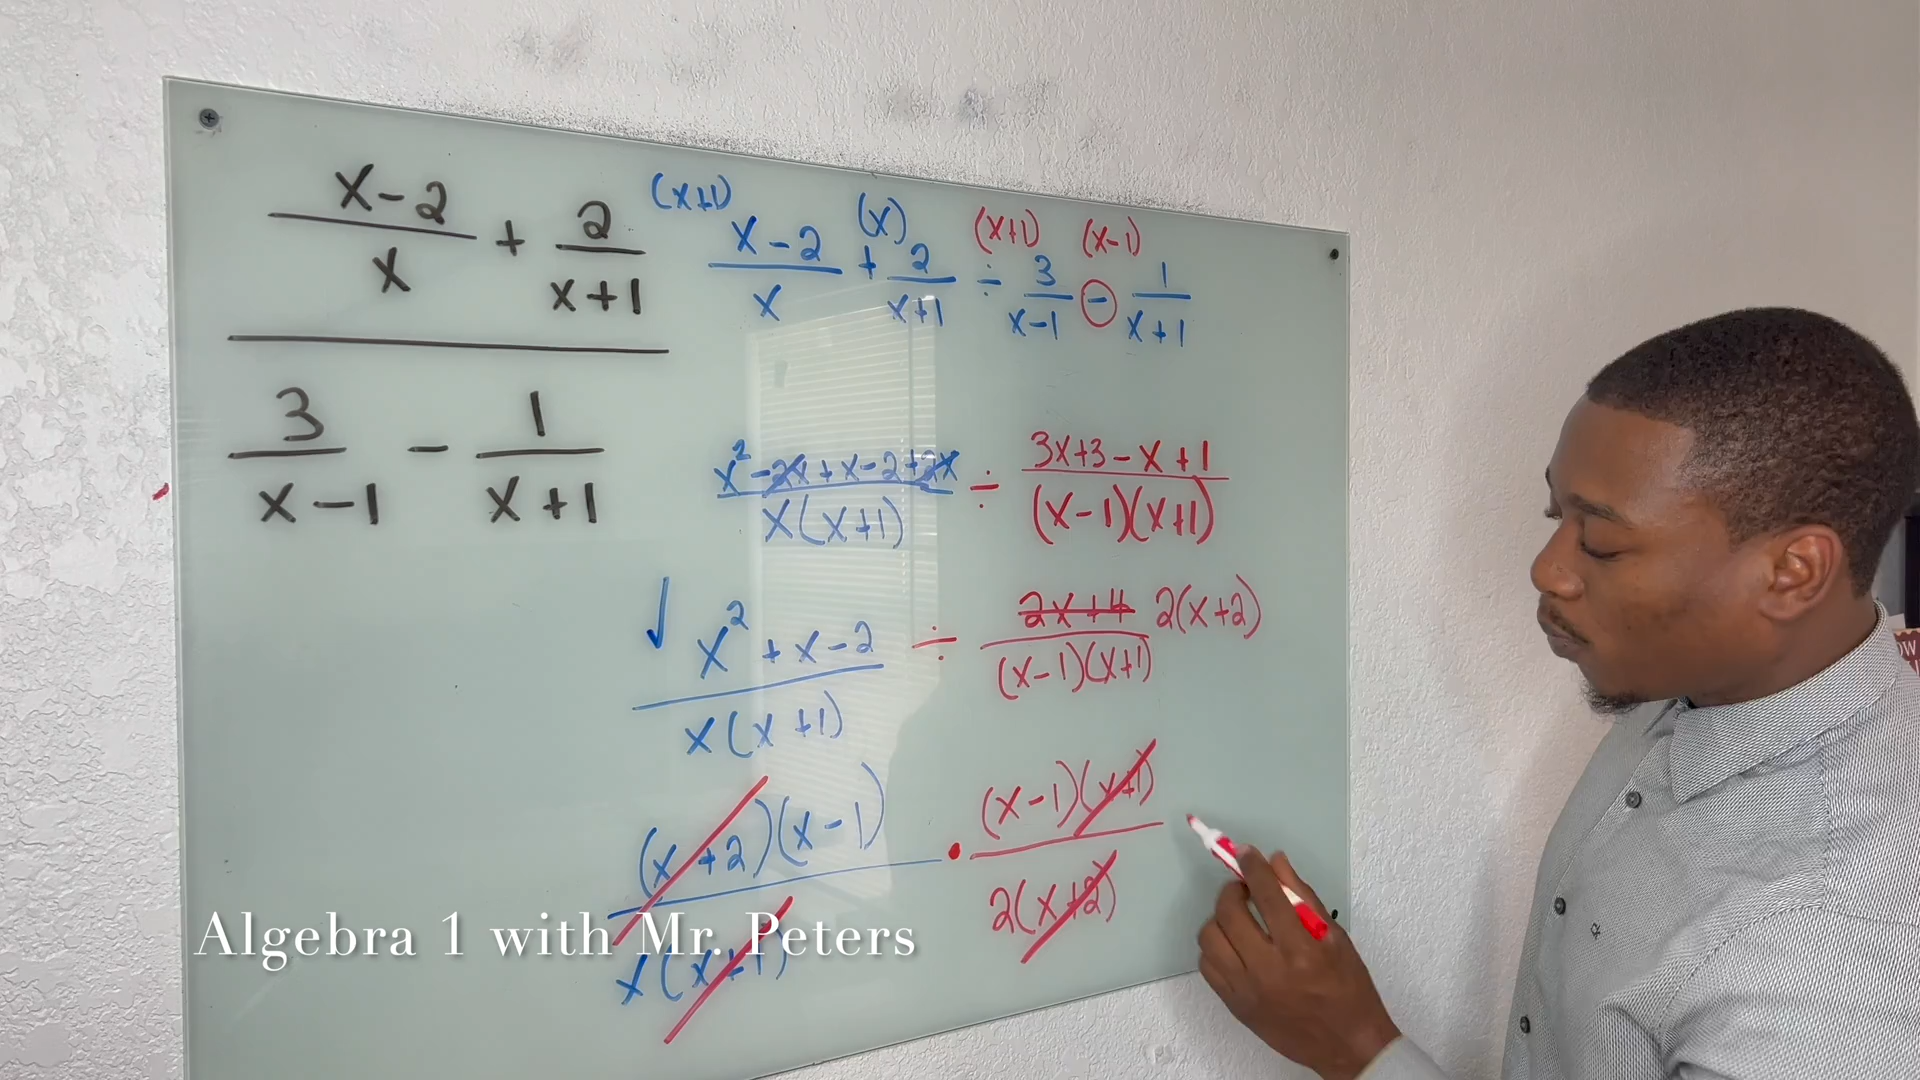 x-2/x + 2/x+1
3/x-1 - 1/x+1
(x+1) (x) (x+1) (x-1)
x-2/x + 2/x+1 ÷ 3/x-1 - 1/x+1
x²-2x+x-2+2x/x(x+1) ÷ 3x+3-x+1/(x-1)(x+1)
x²+x-2/x(x+1) ÷ 2x+4 2(x+2)/(x-1)(x+1)
(x+2)(x-1)/x(x+1) · (x-1)(x+1)/2(x+2)
Algebra 1 with Mr. Peters